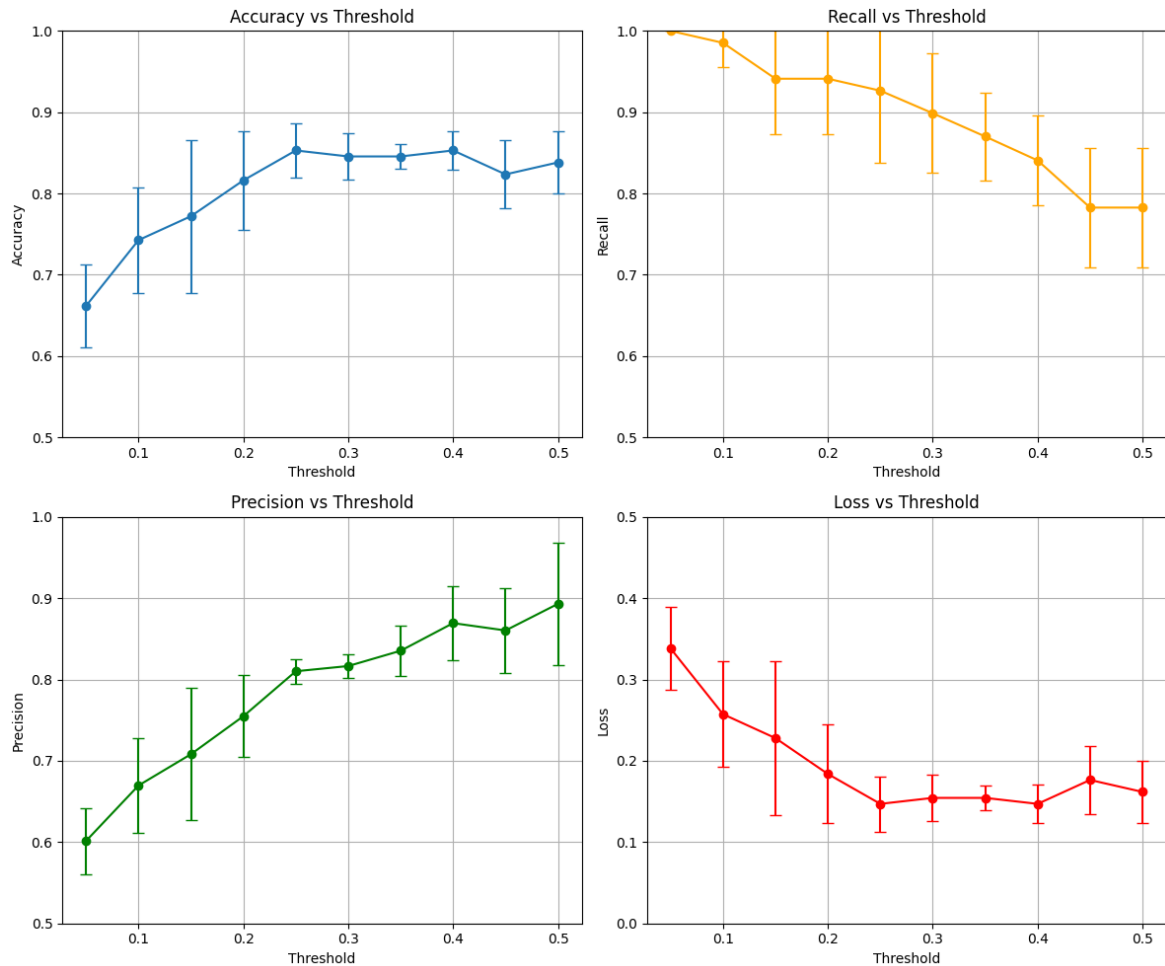 Accuracy vs Threshold
1.0
0.9
0.8
0.7
0.6
0.5
Accuracy
0.1 0.2 0.3 0.4 0.5
Threshold
Recall vs Threshold
1.0
0.9
0.8
0.7
0.6
0.5
Recall
0.1 0.2 0.3 0.4 0.5
Threshold
Precision vs Threshold
1.0
0.9
0.8
0.7
0.6
0.5
Precision
0.1 0.2 0.3 0.4 0.5
Threshold
Loss vs Threshold
0.5
0.4
0.3
0.2
0.1
0.0
Loss
0.1 0.2 0.3 0.4 0.5
Threshold